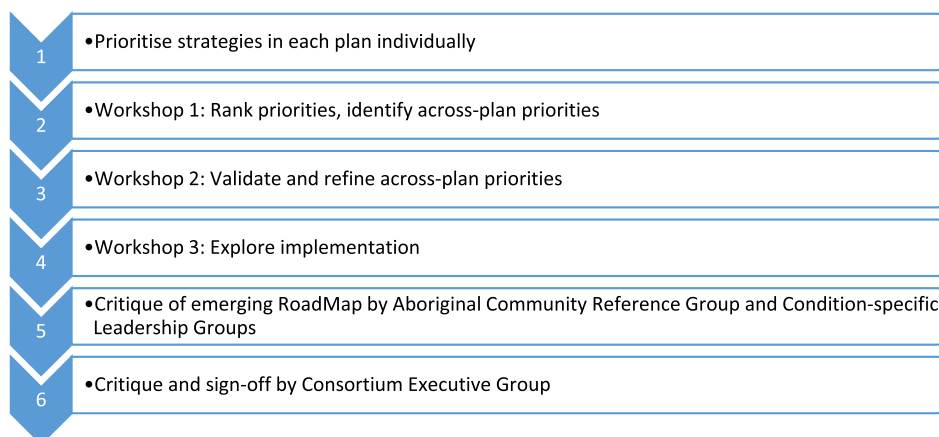 1
•Prioritise strategies in each plan individually
2
•Workshop 1: Rank priorities, identify across-plan priorities
3
•Workshop 2: Validate and refine across-plan priorities
4
•Workshop 3: Explore implementation
5
•Critique of emerging RoadMap by Aboriginal Community Reference Group and Condition-specific
Leadership Groups
6
•Critique and sign-off by Consortium Executive Group